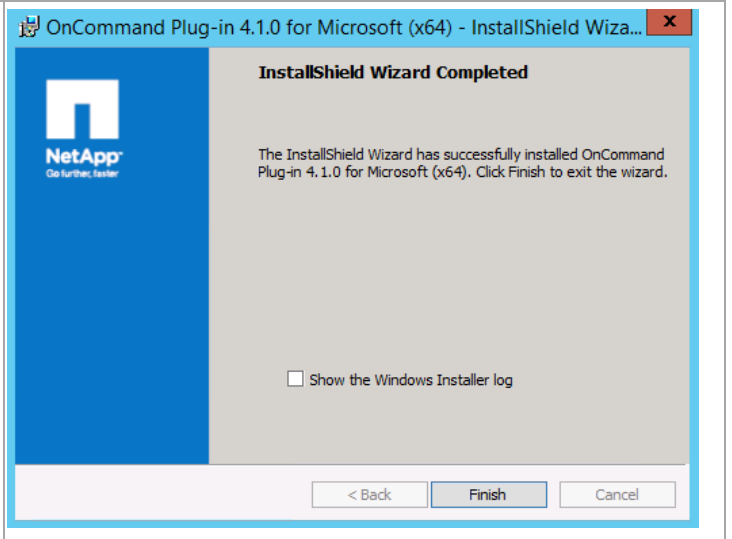 OnCommand Plug-in 4.1.0 for Microsoft (x64) - InstallShield Wiza...
x
InstallShield Wizard Completed
NetApp
Go further, faster
The InstallShield Wizard has successfully installed OnCommand
Plug-in 4.1.0 for Microsoft (x64). Click Finish to exit the wizard.
Show the Windows Installer log
< Back
Finish
Cancel